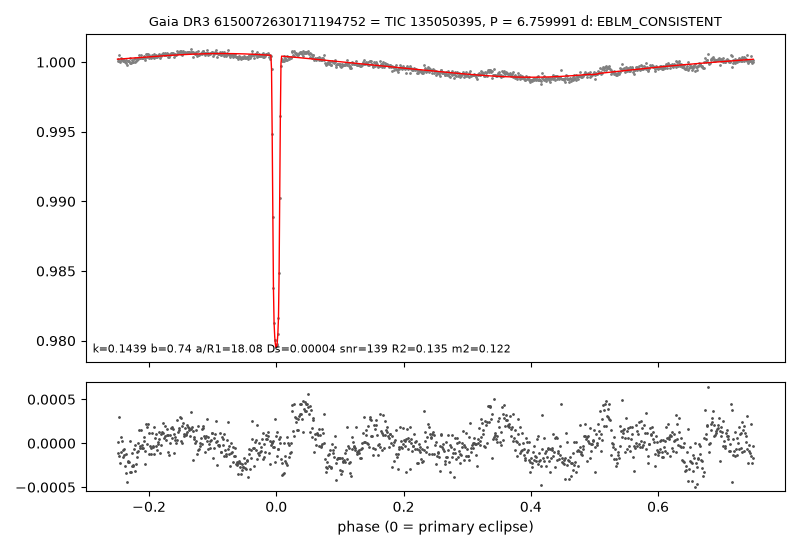 Gaia DR3 6150072630171194752 = TIC 135050395, P = 6.759991 d: EBLM_CONSISTENT
1.000
0.995
0.990
0.985
0.980
k=0.1439 b=0.74 a/R1=18.08 Ds=0.00004 snr=139 R2=0.135 m2=0.122
0.0005
0.0000
−0.0005
−0.2 0.0 0.2 0.4 0.6
phase (0 = primary eclipse)